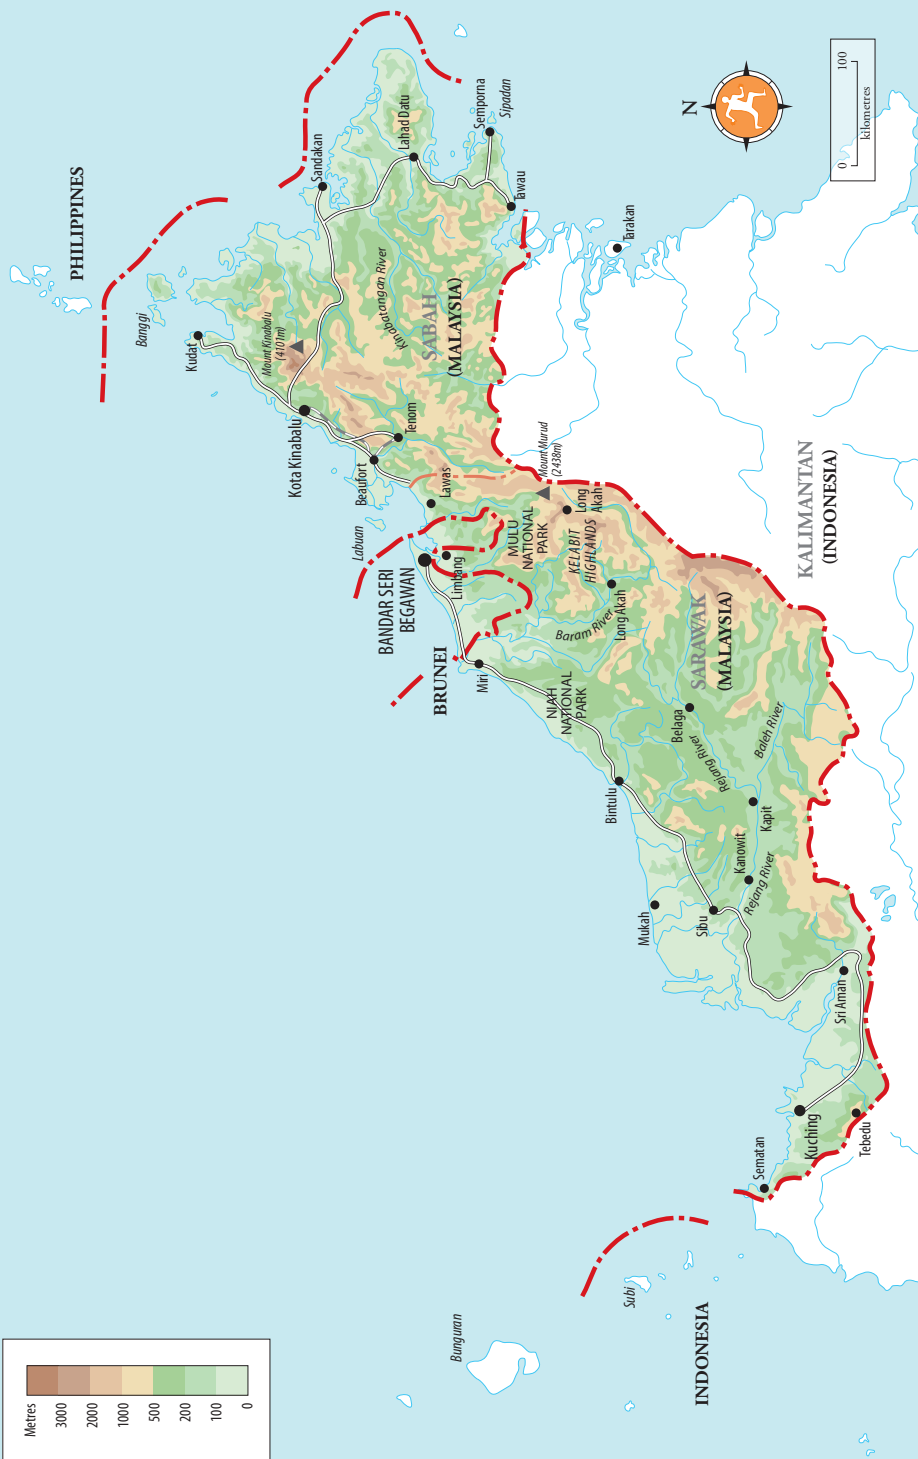 PHILIPPINES
Banggi
Kudat
Mount Kinabalu
(4101m)
Sandakan
Kota Kinabalu
Kinabatangan River
Lahad Datu
Semporna
Sipadan
Tawau
SABAH
(MALAYSIA)
Beaufort
Tenom
Labuan
Lawas
Tarakan
BANDAR SERI
BEGAWAN
Limbang
BRUNEI
Miri
MULU
NATIONAL
PARK
Mount Murud
(2438m)
Long
Akah
KELABIT
HIGHLANDS
Baram River
Long Akah
NIAH
NATIONAL
PARK
SARAWAK
(MALAYSIA)
KALIMANTAN
(INDONESIA)
Bintulu
Belaga
Rejang River
Baleh River
Kapit
Kanowit
Rejang River
Mukah
Sibu
Sri Aman
Kuching
Tebedu
Sematan
Subi
Bunguran
INDONESIA
N
0
100
kilometres
Metres
3000
2000
1000
500
200
100
0